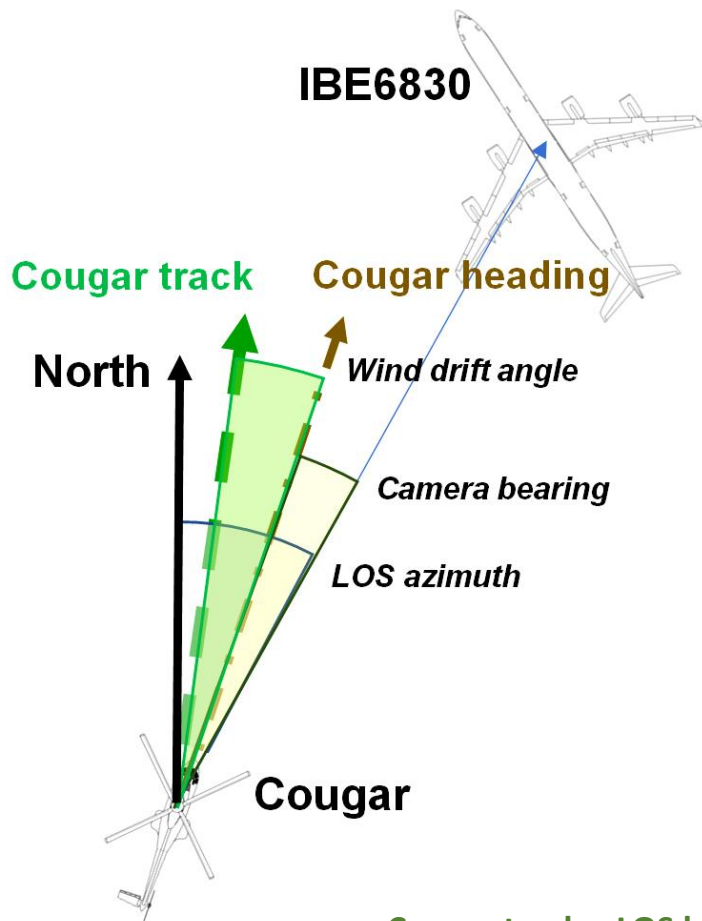 IBE6830
Cougar track
Cougar heading
North
Wind drift angle
Camera bearing
LOS azimuth
Cougar